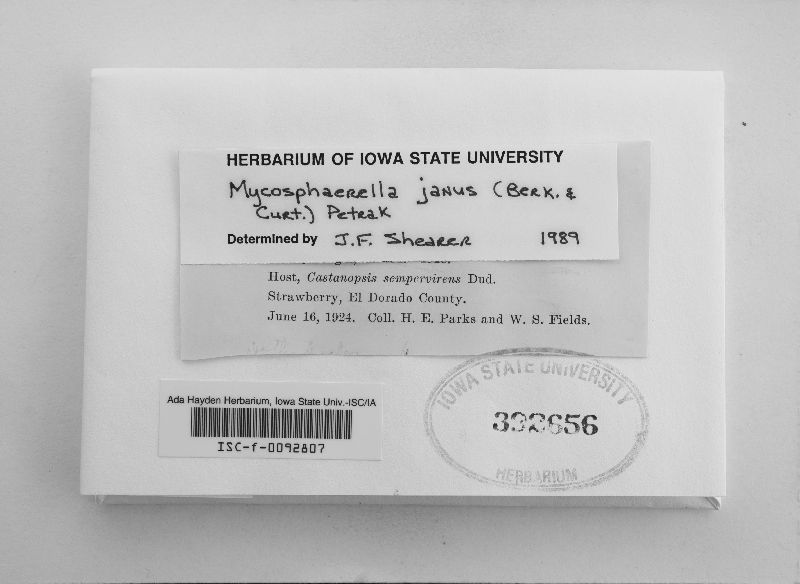 HERBARIUM OF IOWA STATE UNIVERSITY
Mycosphaerella janus (Berk. &
Curt.) Petrak
Determined by J.F. Shearer 1989
Host, Castanopsis sempervirens Dud.
Strawberry, El Dorado County.
June 16, 1924. Coll. H. E. Parks and W. S. Fields.
Ada Hayden Herbarium, Iowa State Univ.-ISC/IA
ISC-f-0092807
IOWA STATE UNIVERSITY
392656
HERBARIUM